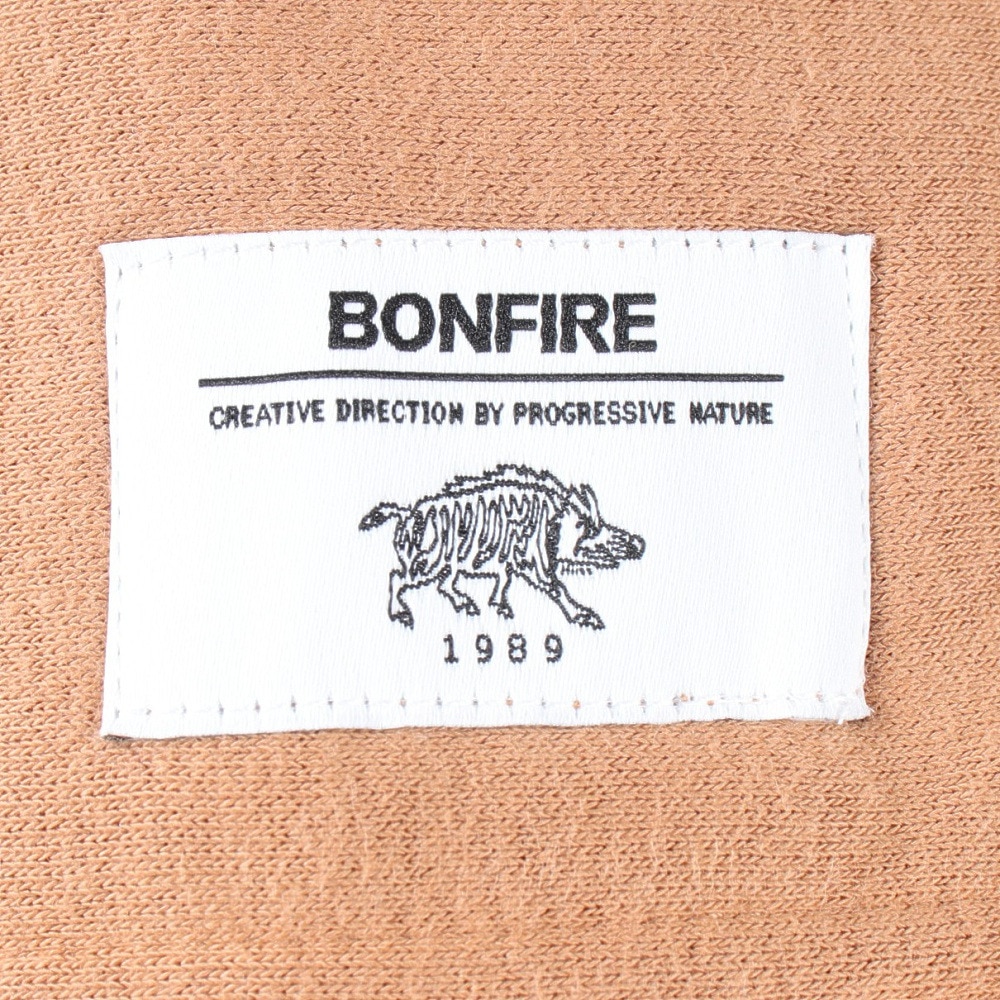 BONFIRE
CREATIVE DIRECTION BY PROGRESSIVE NATURE
1989